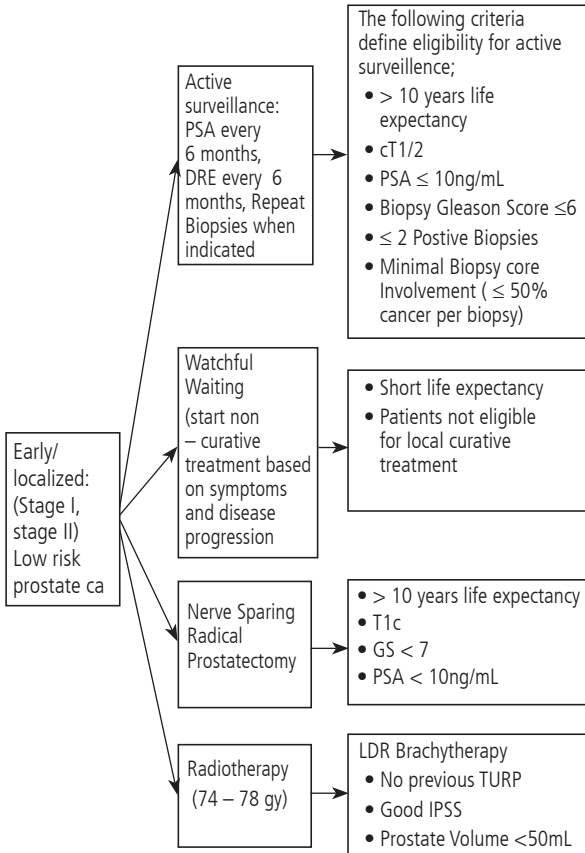 Early/
localized:
(Stage I,
stage II)
Low risk
prostate ca
Active
surveillance:
PSA every
6 months,
DRE every 6
months, Repeat
Biopsies when
indicated
The following criteria
define eligibility for active
surveillence;
• > 10 years life
expectancy
• cT1/2
• PSA ≤ 10ng/mL
• Biopsy Gleason Score ≤6
• ≤ 2 Postive Biopsies
• Minimal Biopsy core
Involvement ( ≤ 50%
cancer per biopsy)
Watchful
Waiting
(start non
– curative
treatment based
on symptoms
and disease
progression
• Short life expectancy
• Patients not eligible
for local curative
treatment
Nerve Sparing
Radical
Prostatectomy
• > 10 years life expectancy
• T1c
• GS < 7
• PSA < 10ng/mL
Radiotherapy
(74 – 78 gy)
LDR Brachytherapy
• No previous TURP
• Good IPSS
• Prostate Volume <50mL